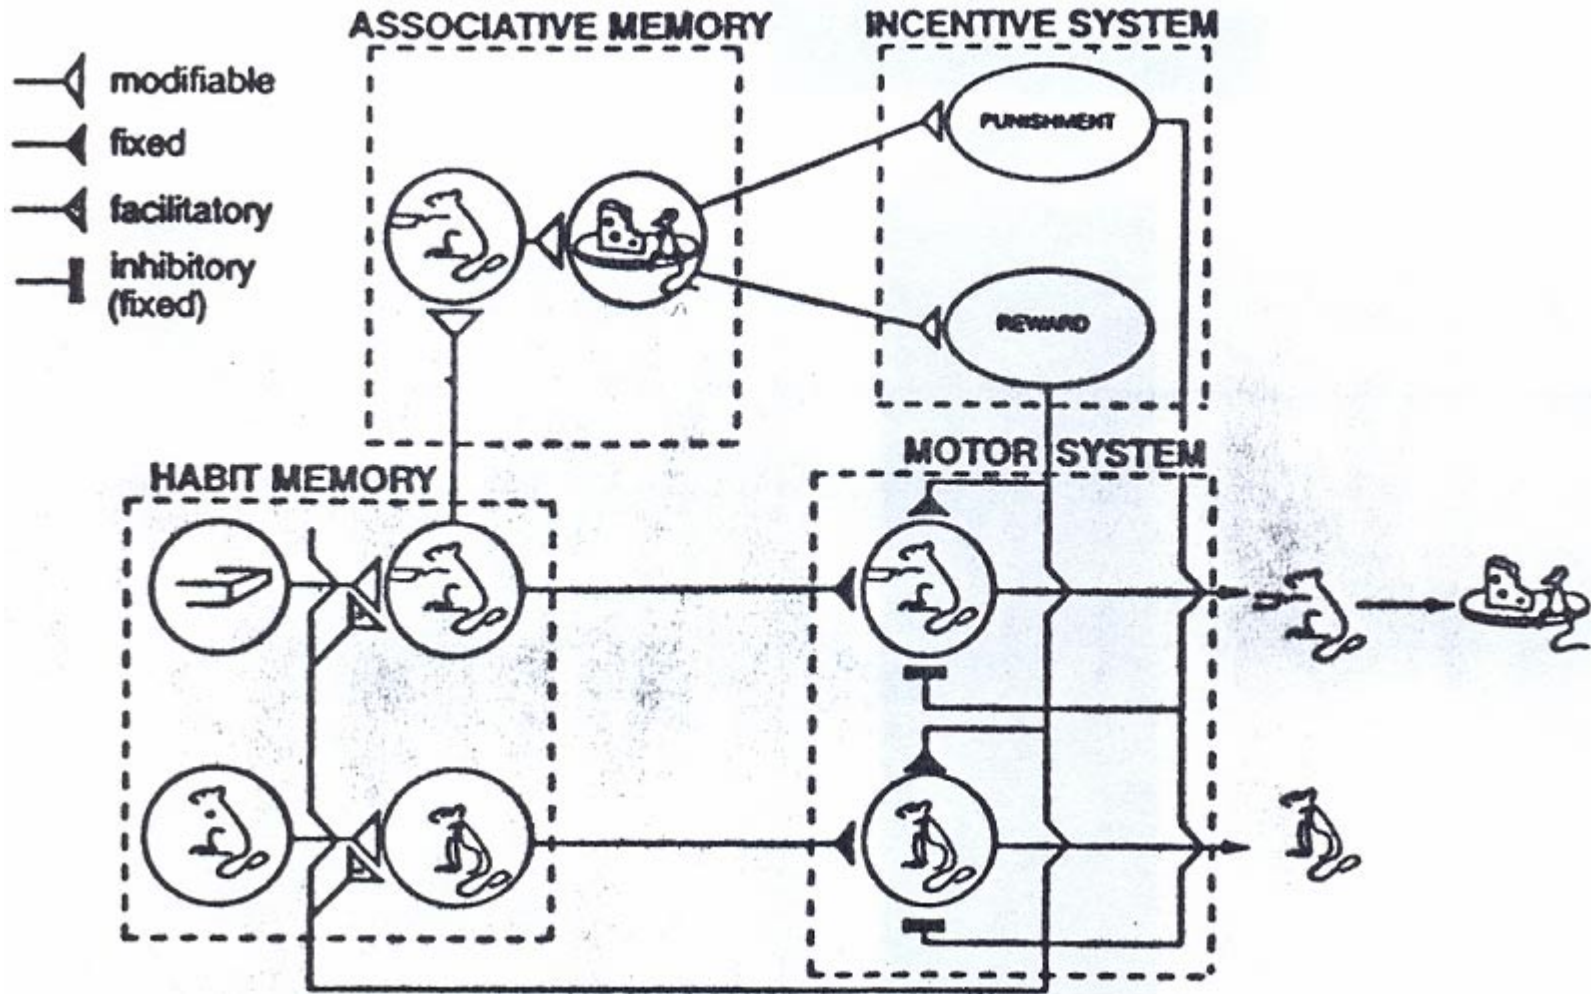 ASSOCIATIVE MEMORY
INCENTIVE SYSTEM
modifiable
fixed
facilitatory
inhibitory
(fixed)
PUNISHMENT
REWARD
HABIT MEMORY
MOTOR SYSTEM